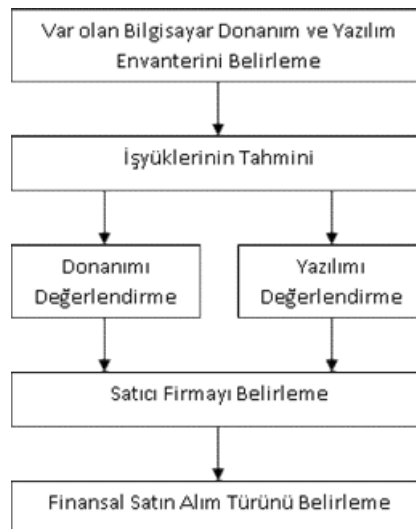 Var olan Bilgisayar Donanım ve Yazılım
Envanterini Belirleme
İşyüklerinin Tahmini
Donanımı
Değerlendirme
Yazılımı
Değerlendirme
Satıcı Firmayı Belirleme
Finansal Satın Alım Türünü Belirleme